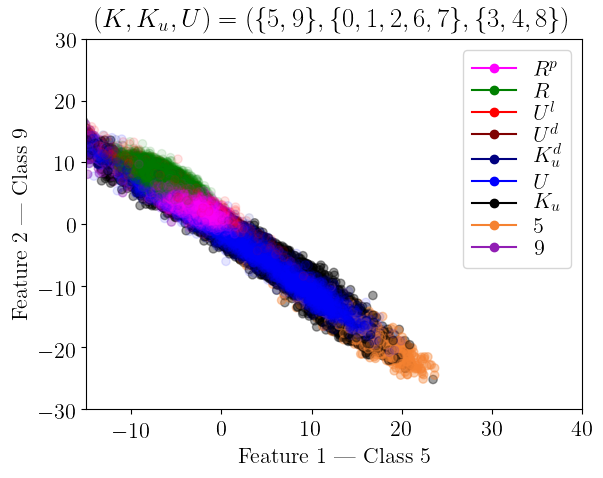 (K, K_u, U) = ({5, 9}, {0, 1, 2, 6, 7}, {3, 4, 8})
30
20
10
0
−10
−20
−30
Feature 2 — Class 9
R^p
R
U^l
U^d
K_u^d
U
K_u
5
9
−10
0
10
20
30
40
Feature 1 — Class 5